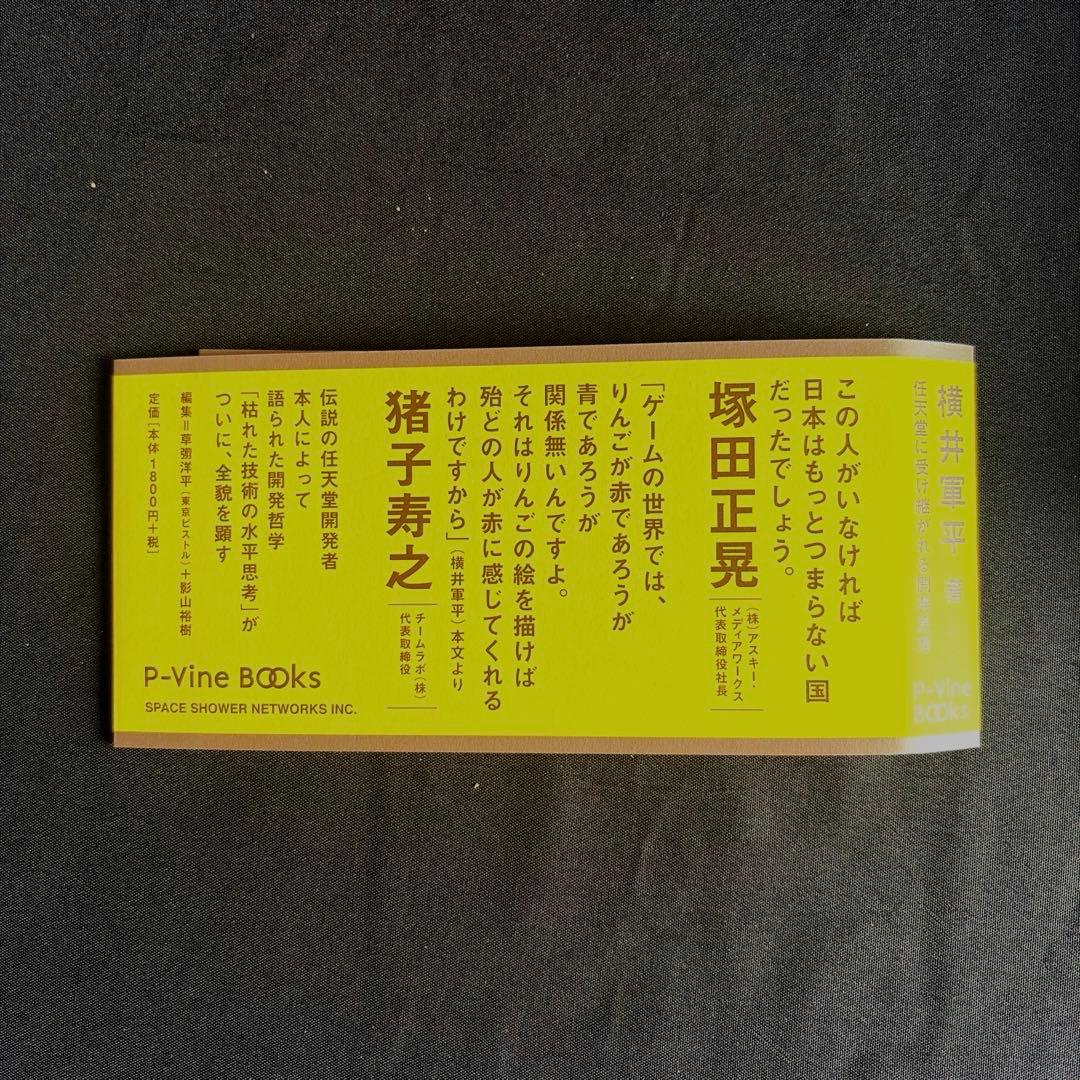 横井軍平 著
任天堂に受け継がれる開発哲学
P-Vine
BOOks
この人がいなければ
日本はもっとつまらない国
だったでしょう。
塚田正晃
(株)アスキー・
メディアワークス
代表取締役社長
「ゲームの世界では、
りんごが赤であろうが
青であろうが
関係無いんですよ。
それはりんごの絵を描けば
殆どの人が赤に感じてくれる
わけですから」(横井軍平)本文より
猪子寿之
チームラボ(株)
代表取締役
伝説の任天堂開発者
本人によって
語られた開発哲学
「枯れた技術の水平思考」が
ついに、全貌を顕す
編集=草彅洋平(東京ピストル)+影山裕樹
定価[本体1800円+税]
P-Vine BOOks
SPACE SHOWER NETWORKS INC.